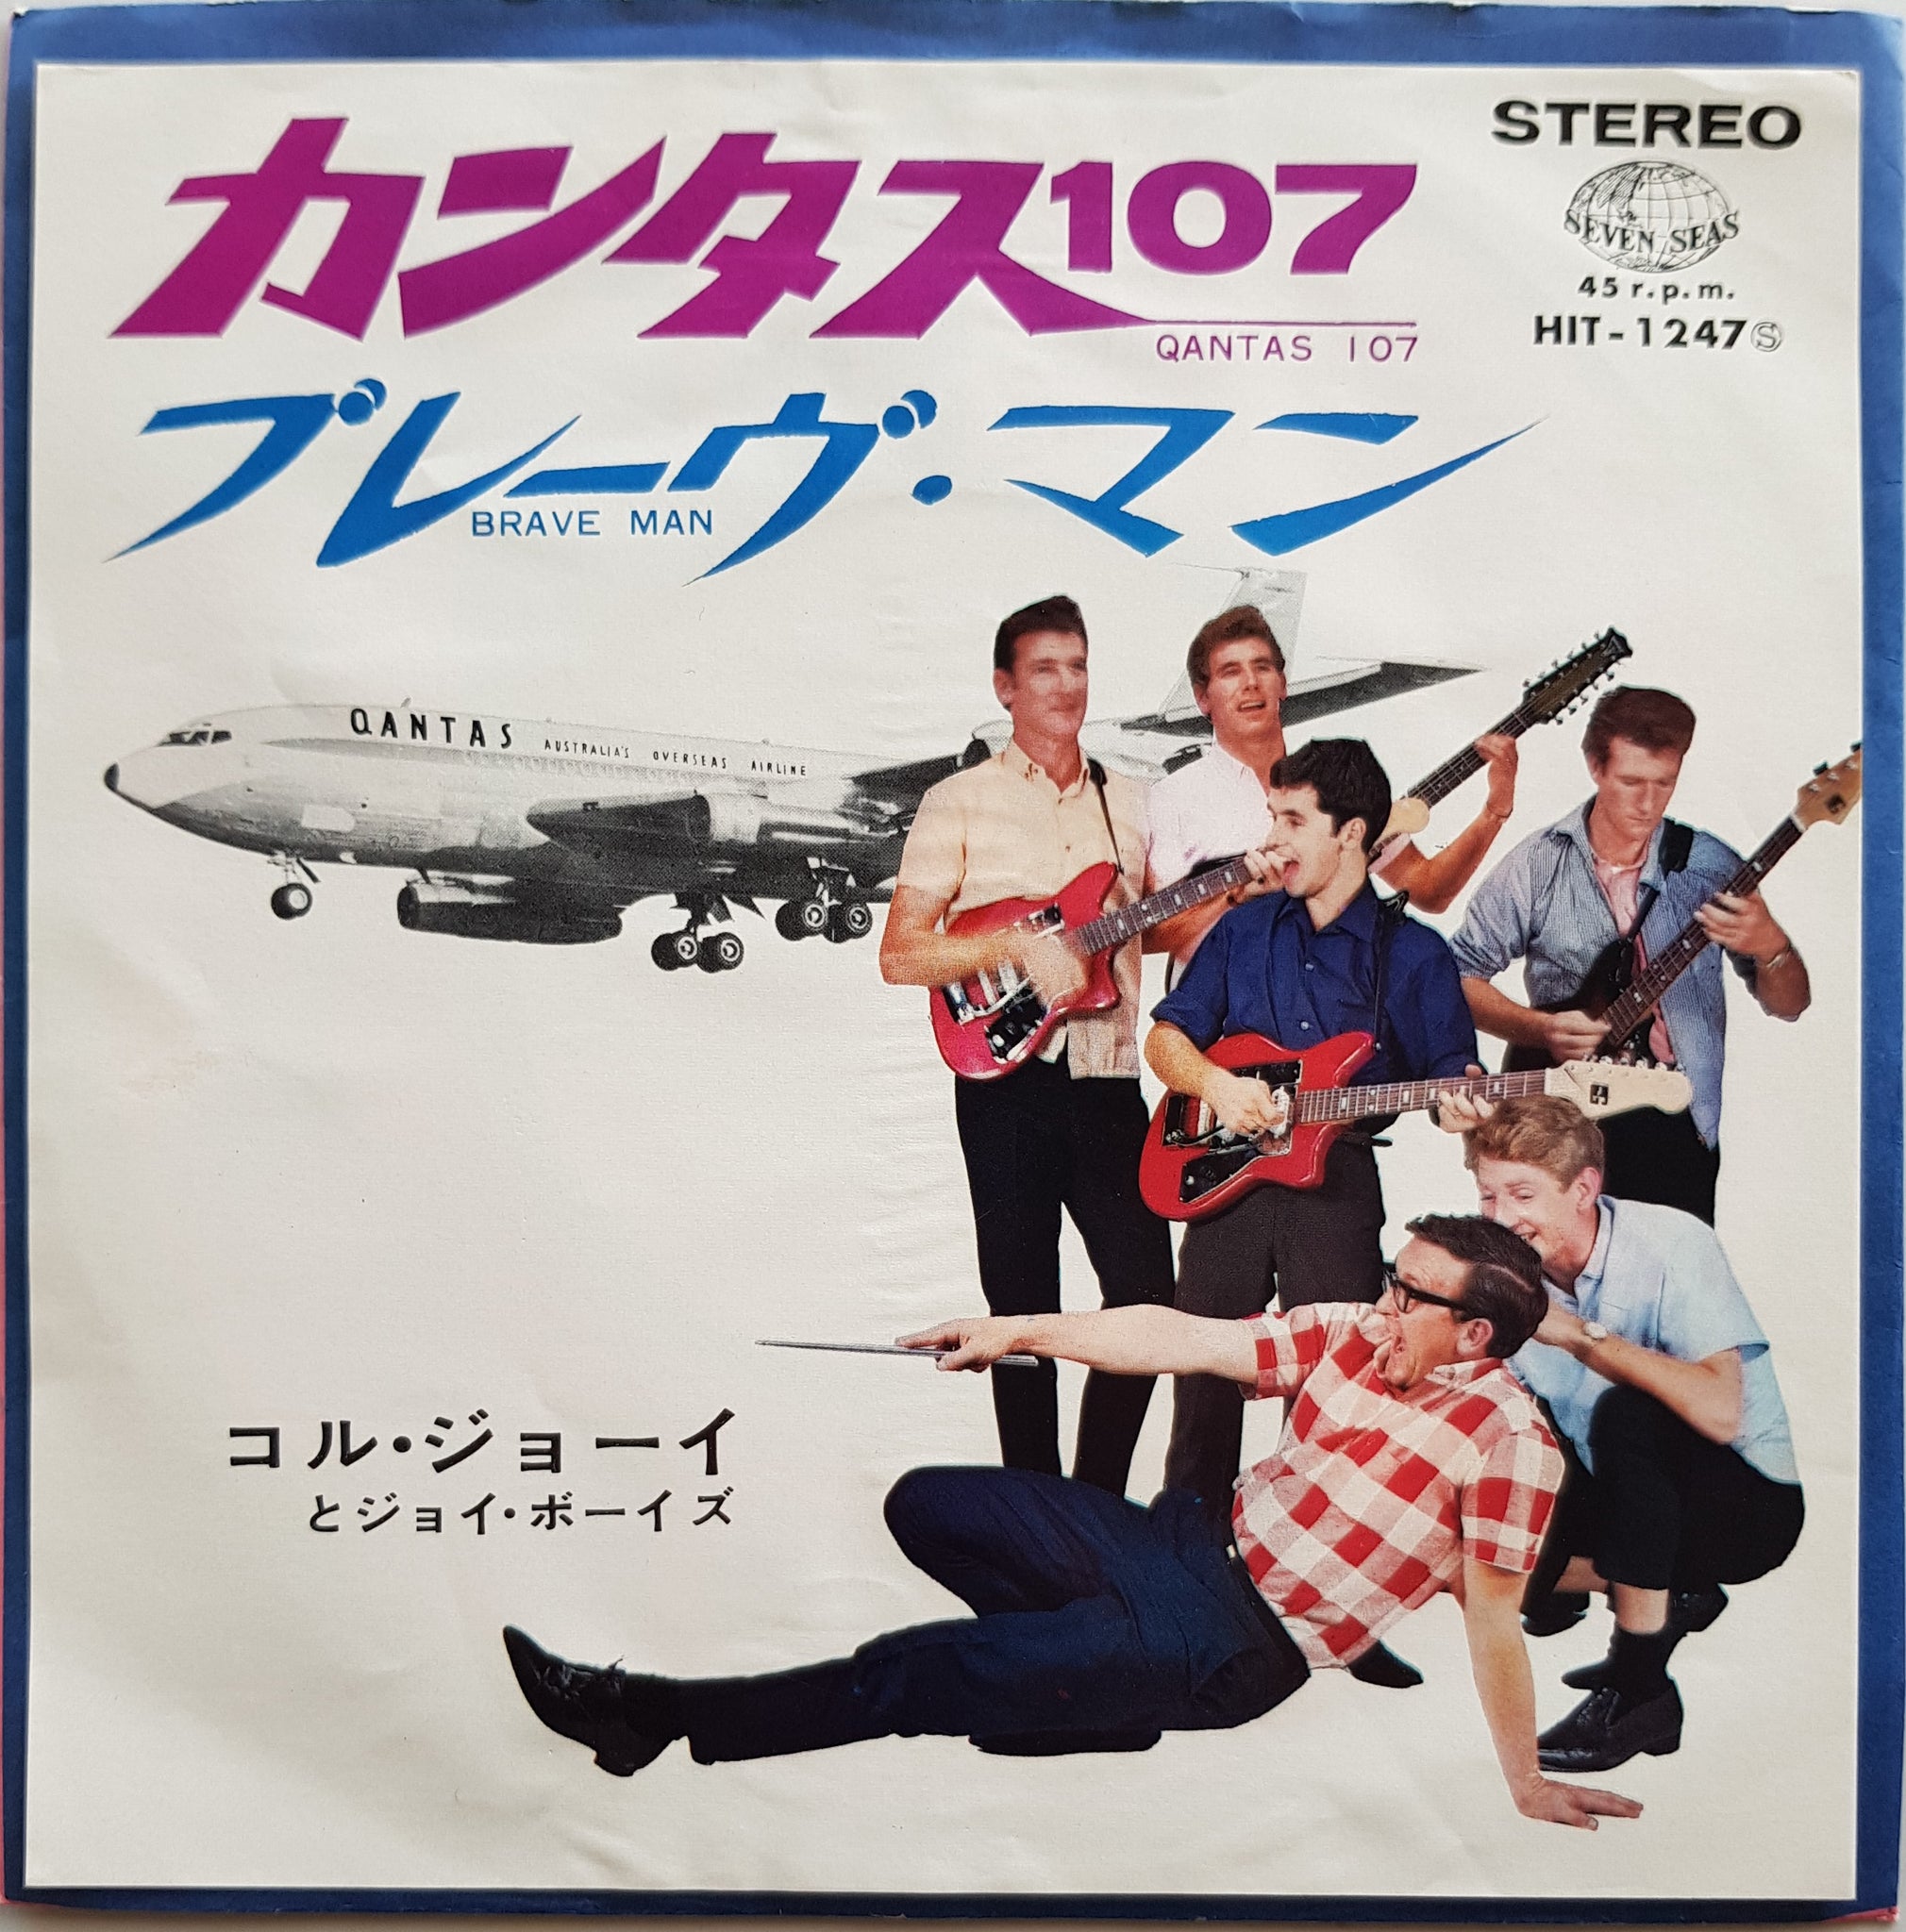 カンタス107
QANTAS 107
STEREO
SEVEN SEAS
45 r.p.m.
HIT-1247Ⓢ
ブレーヴ・マン
BRAVE MAN
QANTAS AUSTRALIA'S OVERSEAS AIRLINE
コル・ジョーイ
とジョイ・ボーイズ